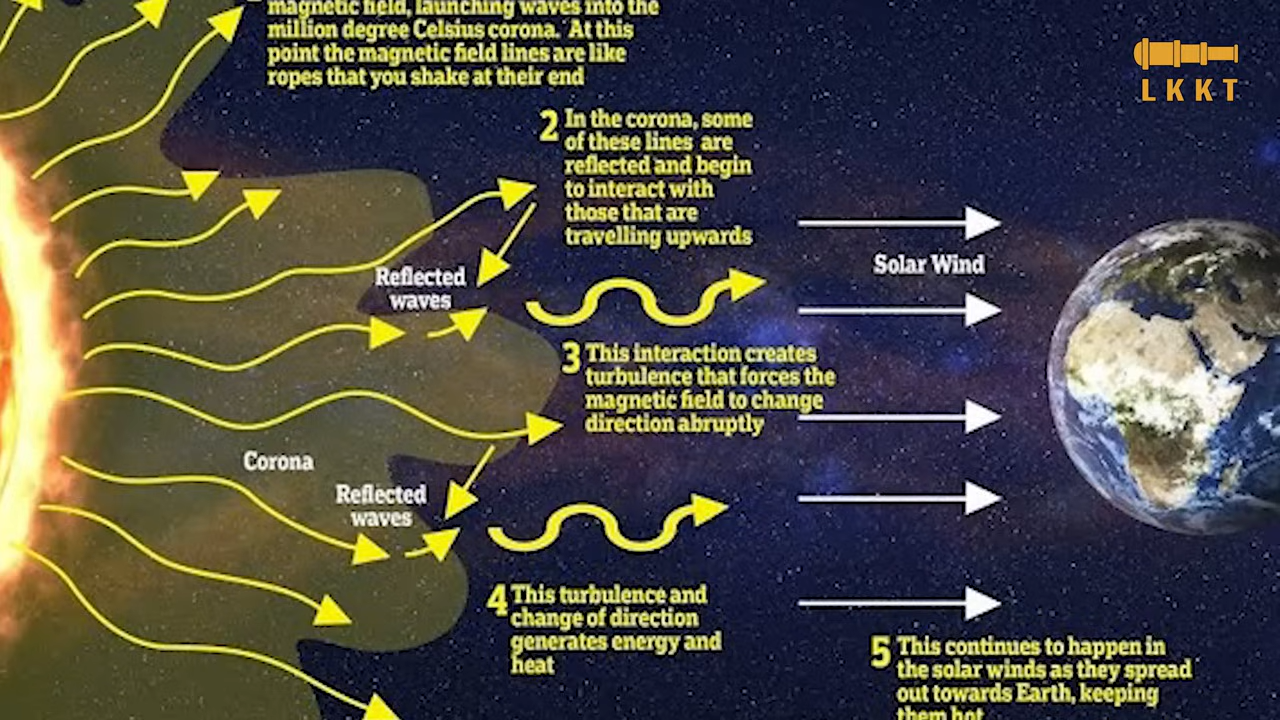 magnetic field, launching waves into the
million degree Celsius corona. At this
point the magnetic field lines are like
ropes that you shake at their end
LKKT
2 In the corona, some
of these lines are
reflected and begin
to interact with
those that are
travelling upwards
Solar Wind
Reflected
waves
3 This interaction creates
turbulence that forces the
magnetic field to change
direction abruptly
Corona
Reflected
waves
4 This turbulence and
change of direction
generates energy and
heat
5 This continues to happen in
the solar winds as they spread
out towards Earth, keeping
them hot